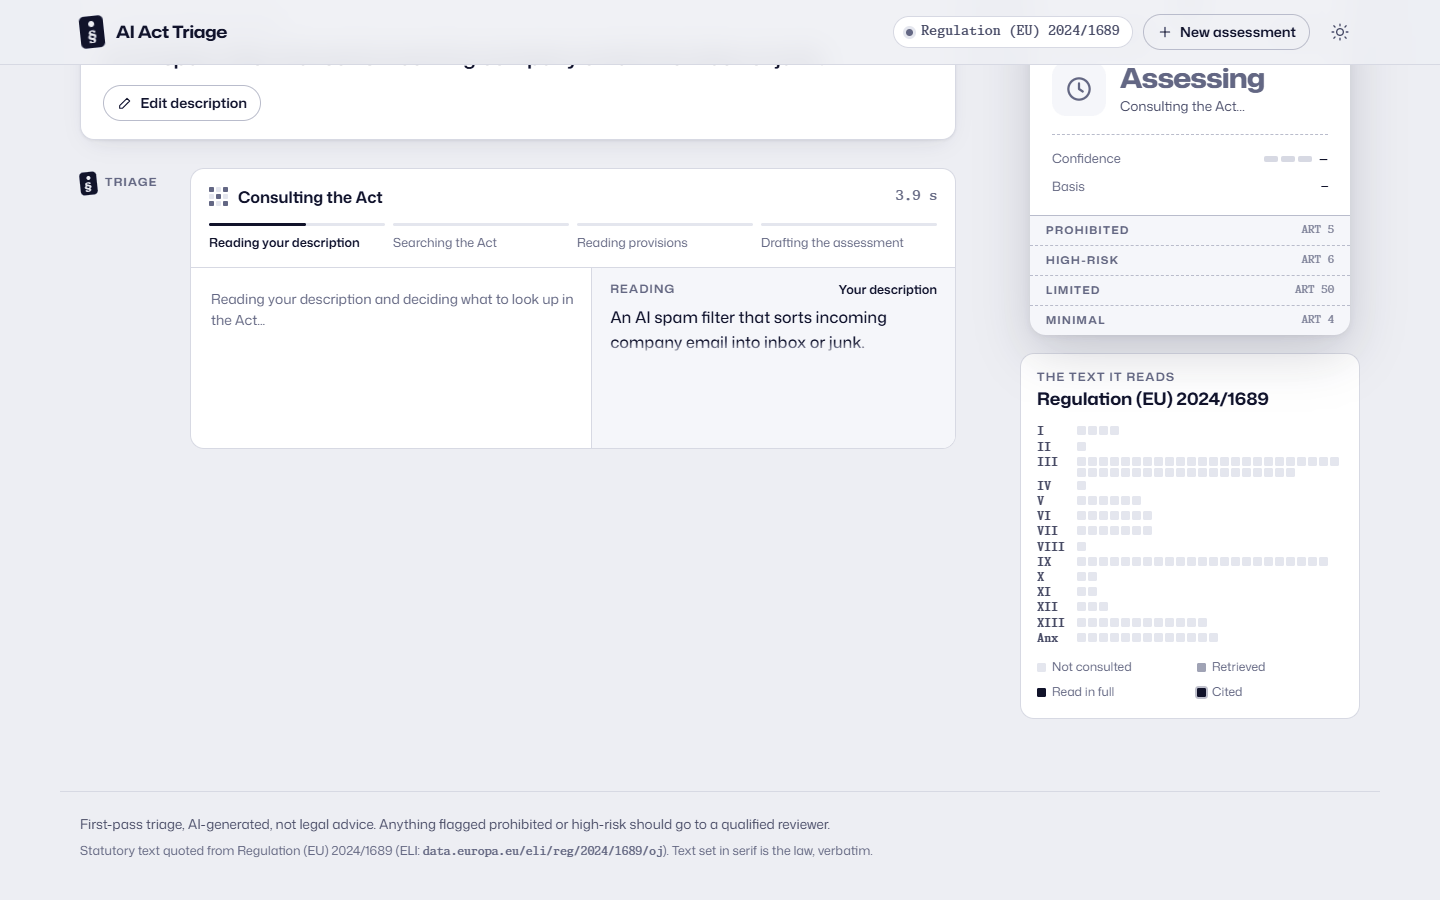 AI Act Triage
Regulation (EU) 2024/1689
New assessment
Edit description
Assessing
Consulting the Act...
Confidence –
Basis –
PROHIBITED ART 5
HIGH-RISK ART 6
LIMITED ART 50
MINIMAL ART 4
§ TRIAGE
Consulting the Act 3.9 s
Reading your description Searching the Act Reading provisions Drafting the assessment
Reading your description and deciding what to look up in
the Act...
READING Your description
An AI spam filter that sorts incoming
company email into inbox or junk.
THE TEXT IT READS
Regulation (EU) 2024/1689
I
II
III
IV
V
VI
VII
VIII
IX
X
XI
XII
XIII
Anx
Not consulted Retrieved
Read in full Cited
First-pass triage, AI-generated, not legal advice. Anything flagged prohibited or high-risk should go to a qualified reviewer.
Statutory text quoted from Regulation (EU) 2024/1689 (ELI: data.europa.eu/eli/reg/2024/1689/oj). Text set in serif is the law, verbatim.